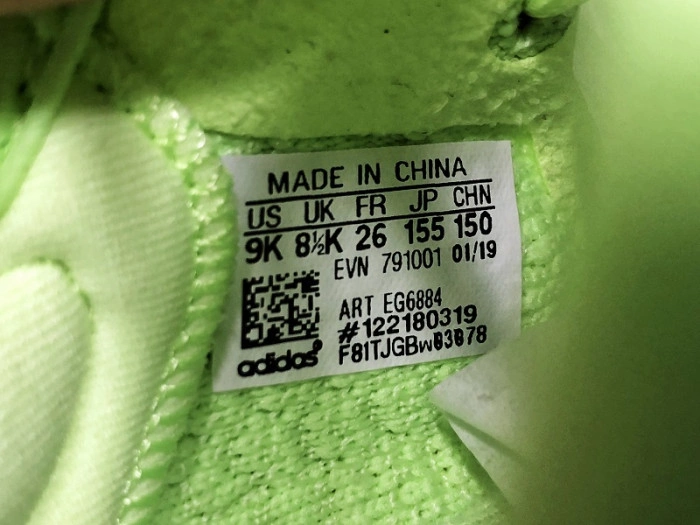 MADE IN CHINA
US UK FR JP CHN
9K 8½K 26 155 150
EVN 791001 01/19
ART EG6884
#122180319
adidas®